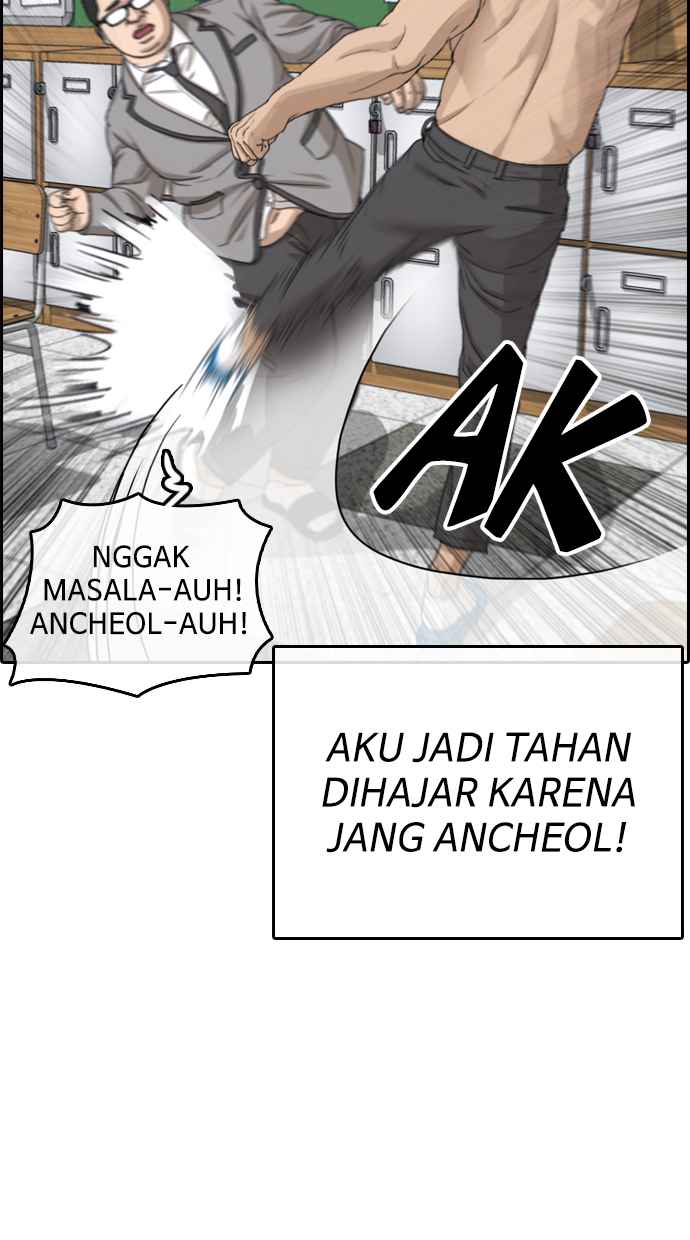 AK
NGGAK
MASALA-AUH!
ANCHEOL-AUH!
AKU JADI TAHAN
DIHAJAR KARENA
JANG ANCHEOL!